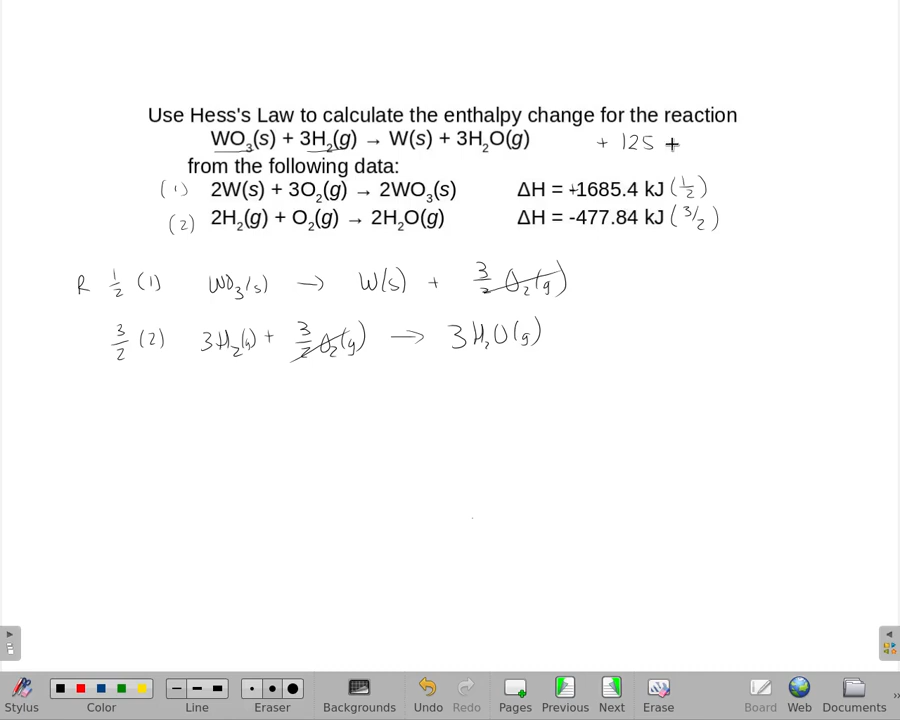 Use Hess's Law to calculate the enthalpy change for the reaction
WO₃(s) + 3H₂(g) → W(s) + 3H₂O(g) + 125 +
from the following data:
(1) 2W(s) + 3O₂(g) → 2WO₃(s) ΔH = +1685.4 kJ (1/2)
(2) 2H₂(g) + O₂(g) → 2H₂O(g) ΔH = -477.84 kJ (3/2)
R 1/2 (1) WO₃(s) → W(s) + 3/2 O₂(g)
3/2 (2) 3H₂(g) + 3/2 O₂(g) → 3H₂O(g)
Stylus Color Line Eraser Backgrounds Undo Redo Pages Previous Next Erase Board Web Documents